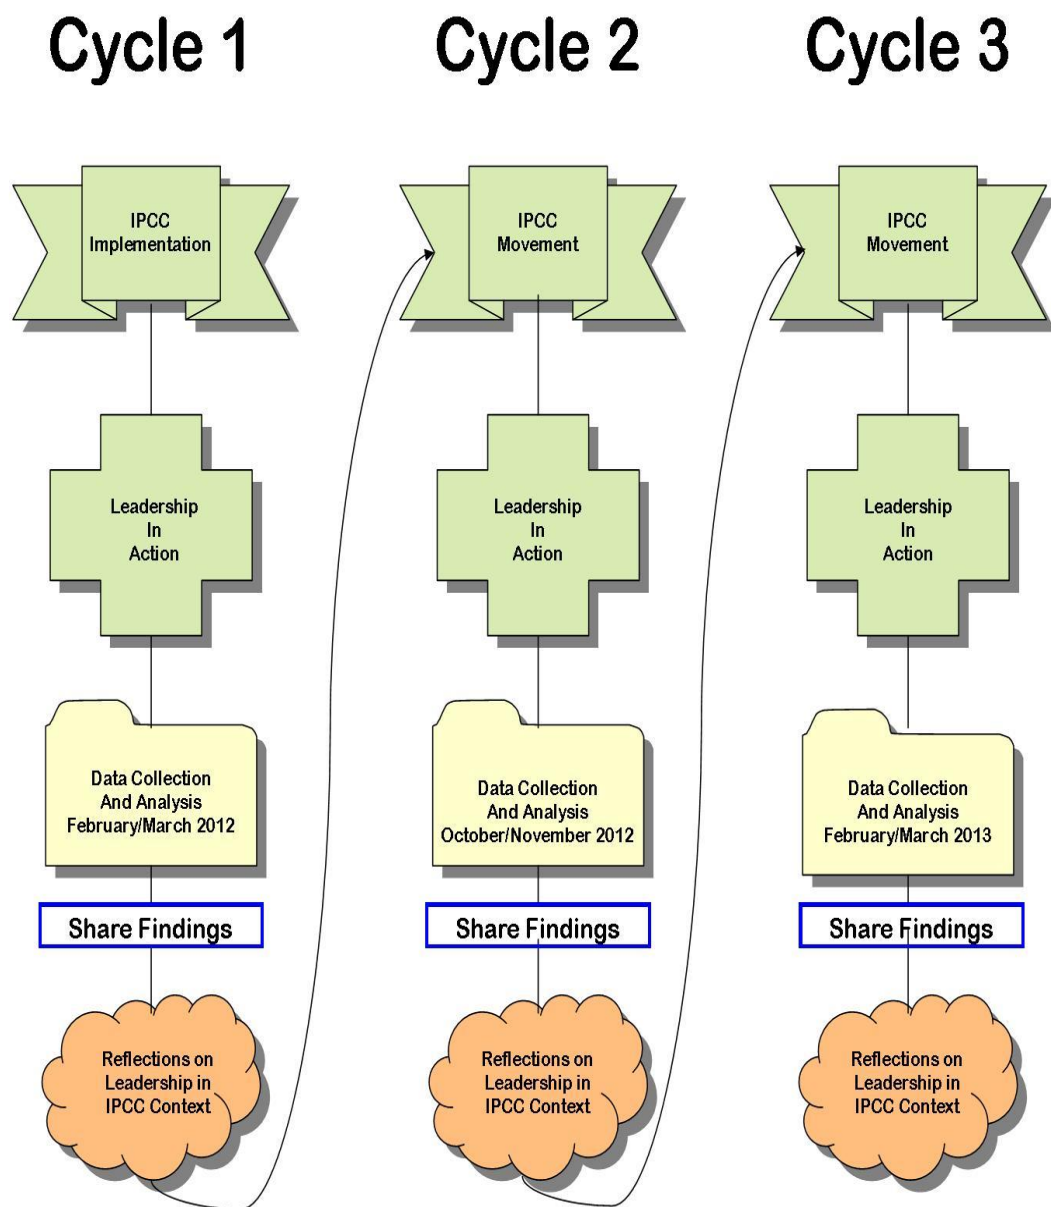 Cycle 1
IPCC
Implementation
Leadership
In
Action
Data Collection
And Analysis
February/March 2012
Share Findings
Reflections on
Leadership in
IPCC Context
Cycle 2
IPCC
Movement
Leadership
In
Action
Data Collection
And Analysis
October/November 2012
Share Findings
Reflections on
Leadership in
IPCC Context
Cycle 3
IPCC
Movement
Leadership
In
Action
Data Collection
And Analysis
February/March 2013
Share Findings
Reflections on
Leadership in
IPCC Context